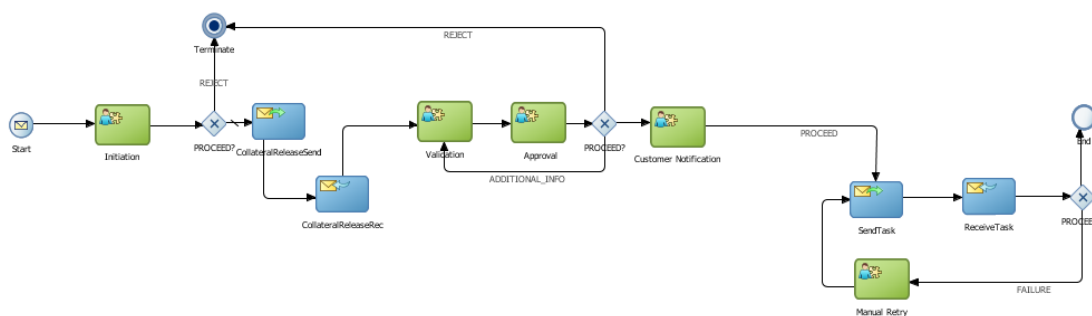 REJECT
Terminate
REJECT
Start
Initiation
PROCEED?
CollateralReleaseSend
Validation
Approval
PROCEED?
Customer Notification
PROCEED
End
ADDITIONAL_INFO
CollateralReleaseRec
SendTask
ReceiveTask
PROCEE
FAILURE
Manual Retry